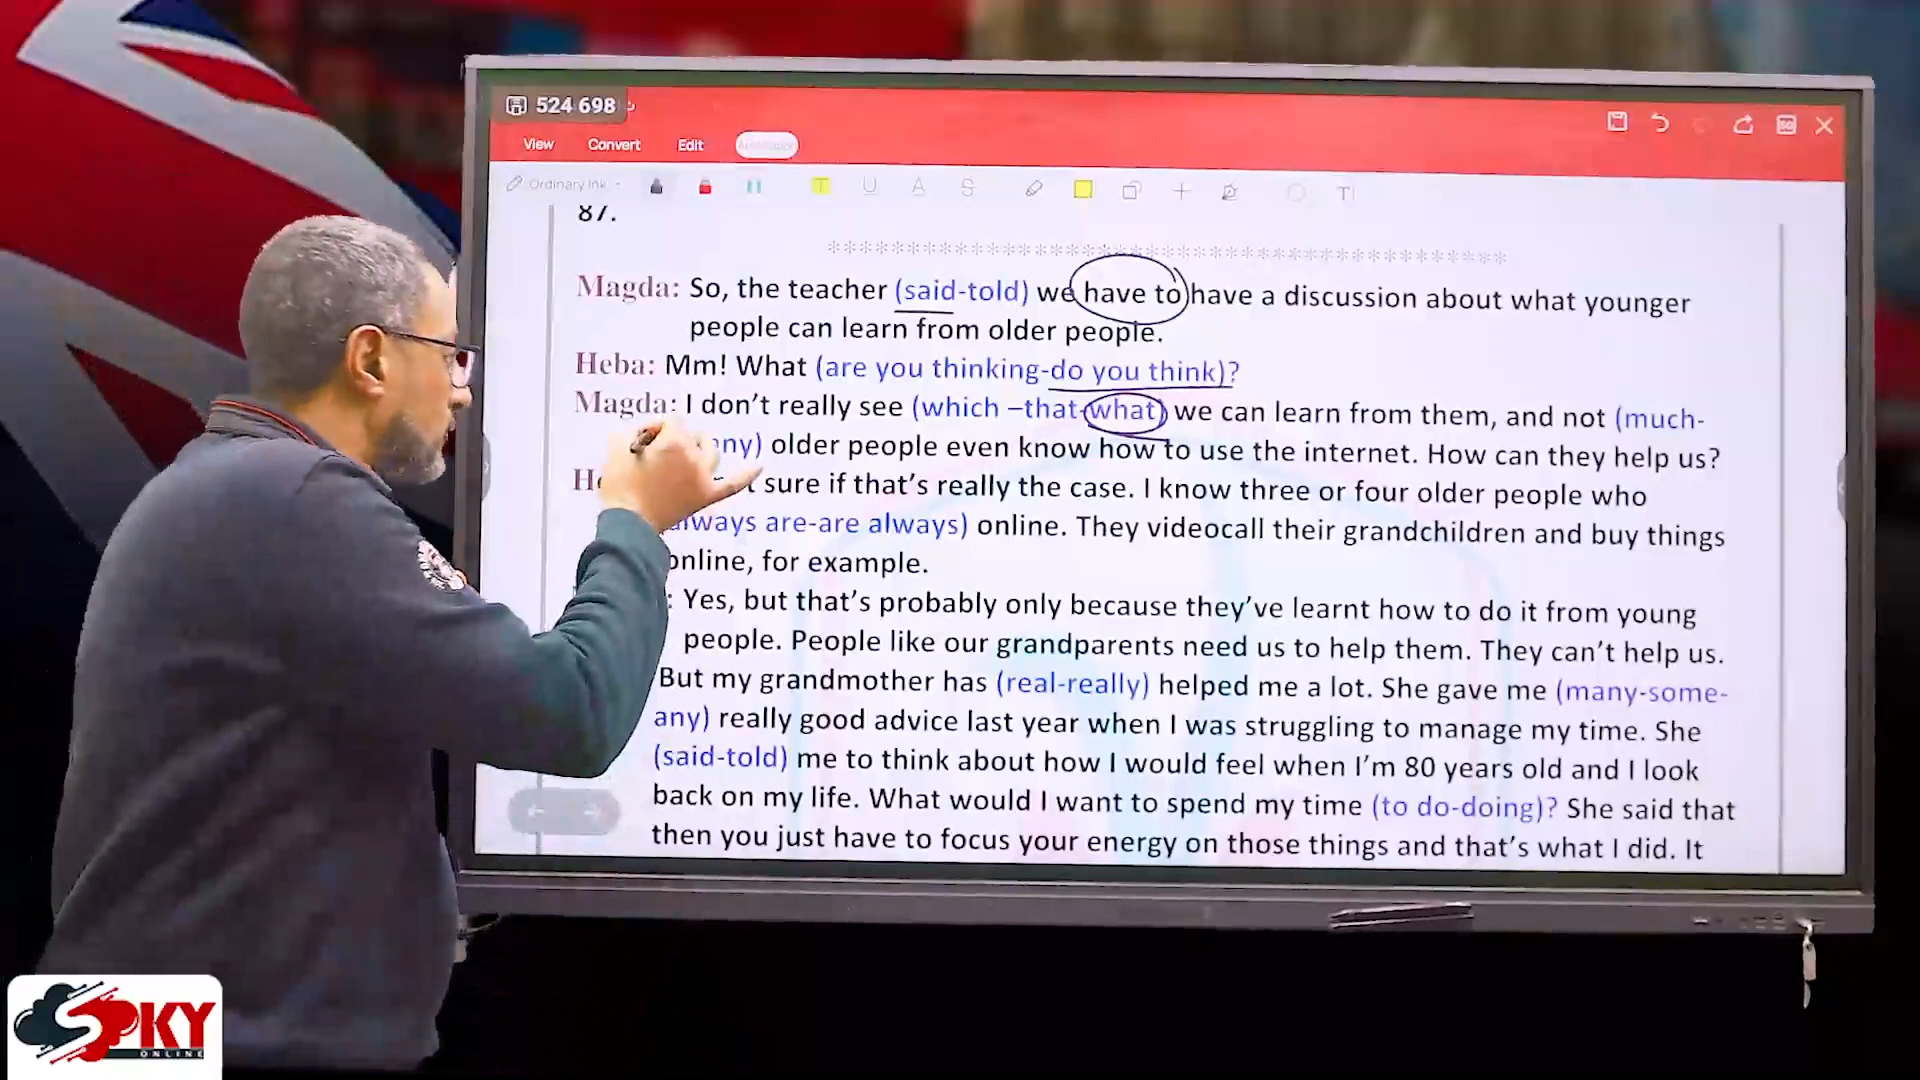 524 698
View Convert Edit
Ordinary Ink
87.
****************************************
Magda: So, the teacher (said-told) we have to have a discussion about what younger
people can learn from older people.
Heba: Mm! What (are you thinking-do you think)?
Magda: I don't really see (which –that-what) we can learn from them, and not (much-
any) older people even know how to use the internet. How can they help us?
sure if that's really the case. I know three or four older people who
always are-are always) online. They videocall their grandchildren and buy things
online, for example.
: Yes, but that's probably only because they've learnt how to do it from young
people. People like our grandparents need us to help them. They can't help us.
But my grandmother has (real-really) helped me a lot. She gave me (many-some-
any) really good advice last year when I was struggling to manage my time. She
(said-told) me to think about how I would feel when I'm 80 years old and I look
back on my life. What would I want to spend my time (to do-doing)? She said that
then you just have to focus your energy on those things and that's what I did. It
SPKY
ONLINE